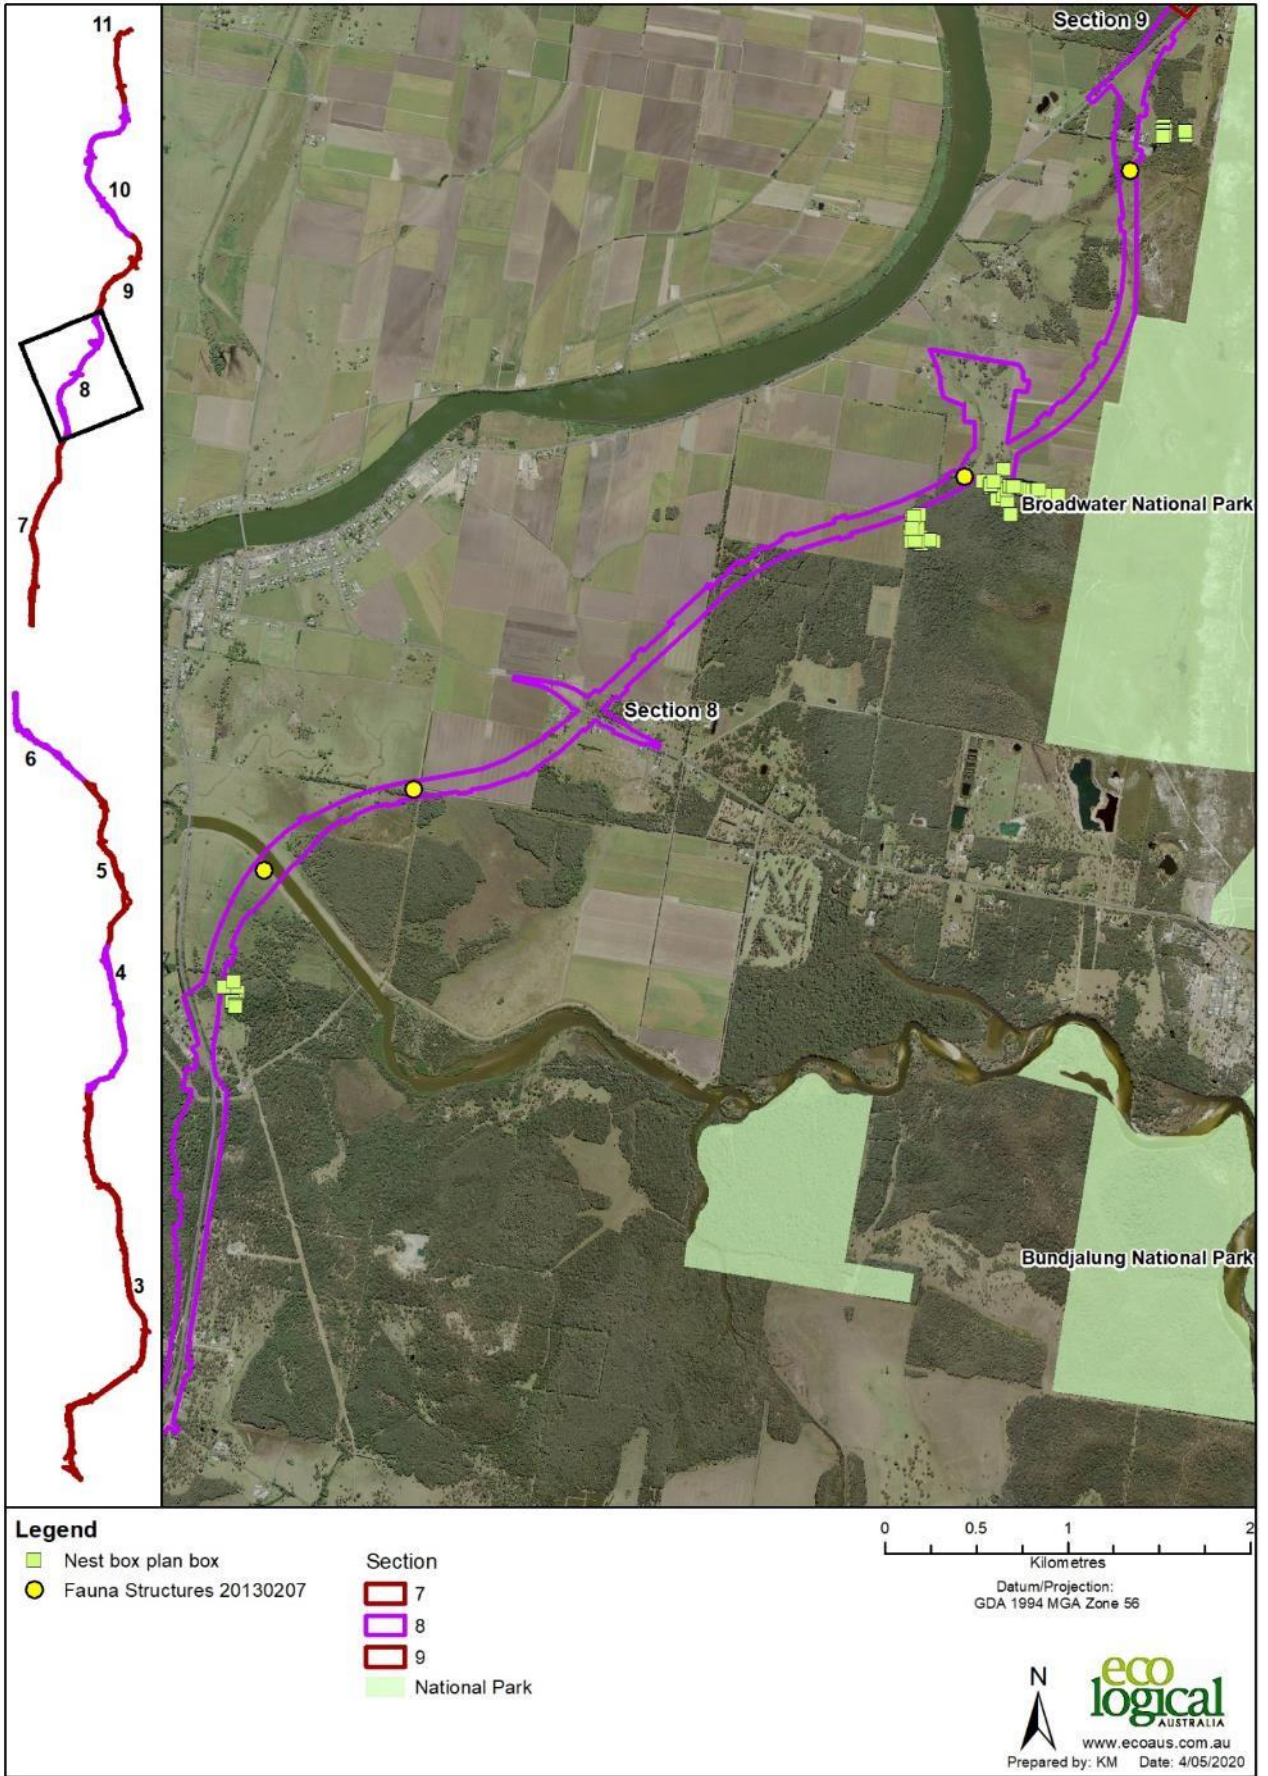 11
10
9
8
7
6
5
4
3
Section 9
Broadwater National Park
Section 8
Bundjalung National Park
Legend
Nest box plan box
Fauna Structures 20130207
Section
7
8
9
National Park
0 0.5 1 2
Kilometres
Datum/Projection:
GDA 1994 MGA Zone 56
N
eco
logical
AUSTRALIA
www.ecoaus.com.au
Prepared by: KM Date: 4/05/2020